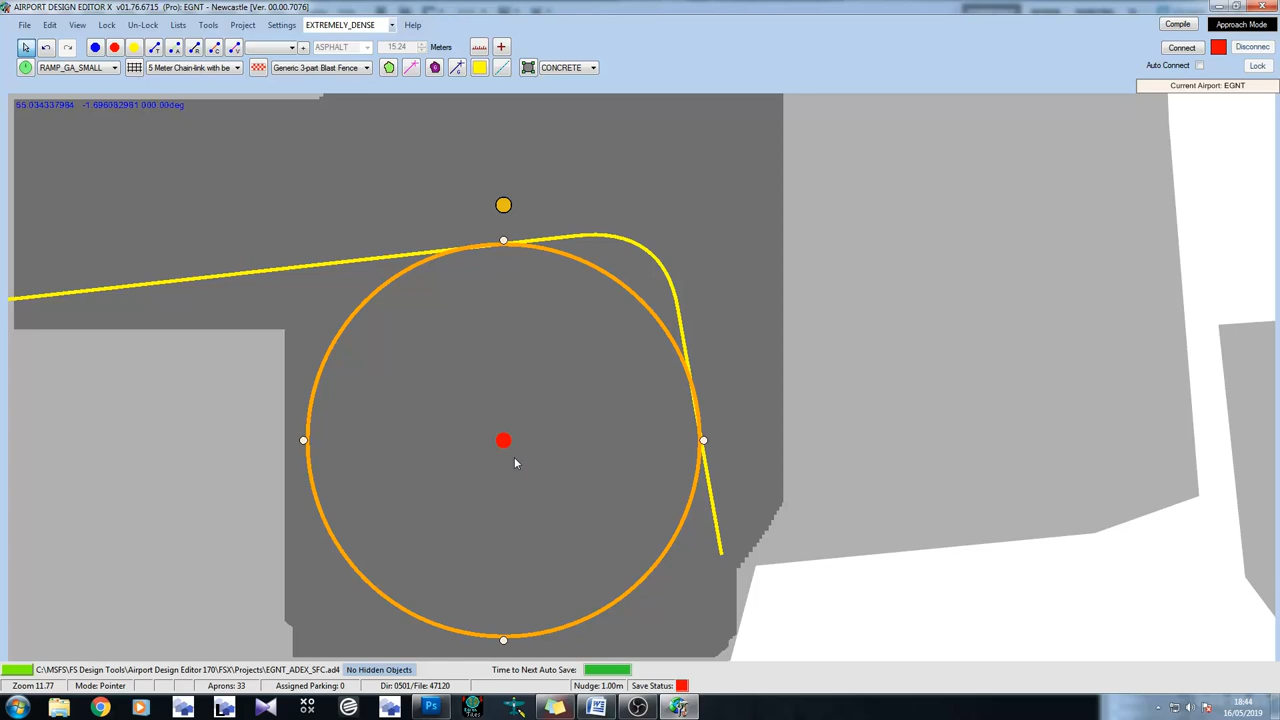 AIRPORT DESIGN EDITOR X v01.76.6715 (Pro): EGNT - Newcastle [Ver. 00.00.7076]
File Edit View Lock Un-Lock Lists Tools Project Settings EXTREMELY_DENSE Help
Compile Approach Mode
ASPHALT 15.24 Meters
Connect Disconnec
RAMP_GA_SMALL 5 Meter Chain-link with be Generic 3-part Blast Fence CONCRETE
Auto Connect Lock
Current Airport: EGNT
55.034337984 -1.696082981 000.00deg
C:\MSFS\FS Design Tools\Airport Design Editor 170\FSX\Projects\EGNT_ADEX_SFC.ad4 No Hidden Objects Time to Next Auto Save:
Zoom 11.77 Mode: Pointer Aprons: 33 Assigned Parking: 0 Dir: 0501/File: 47120 Nudge: 1.00m Save Status:
18:44
16/05/2019